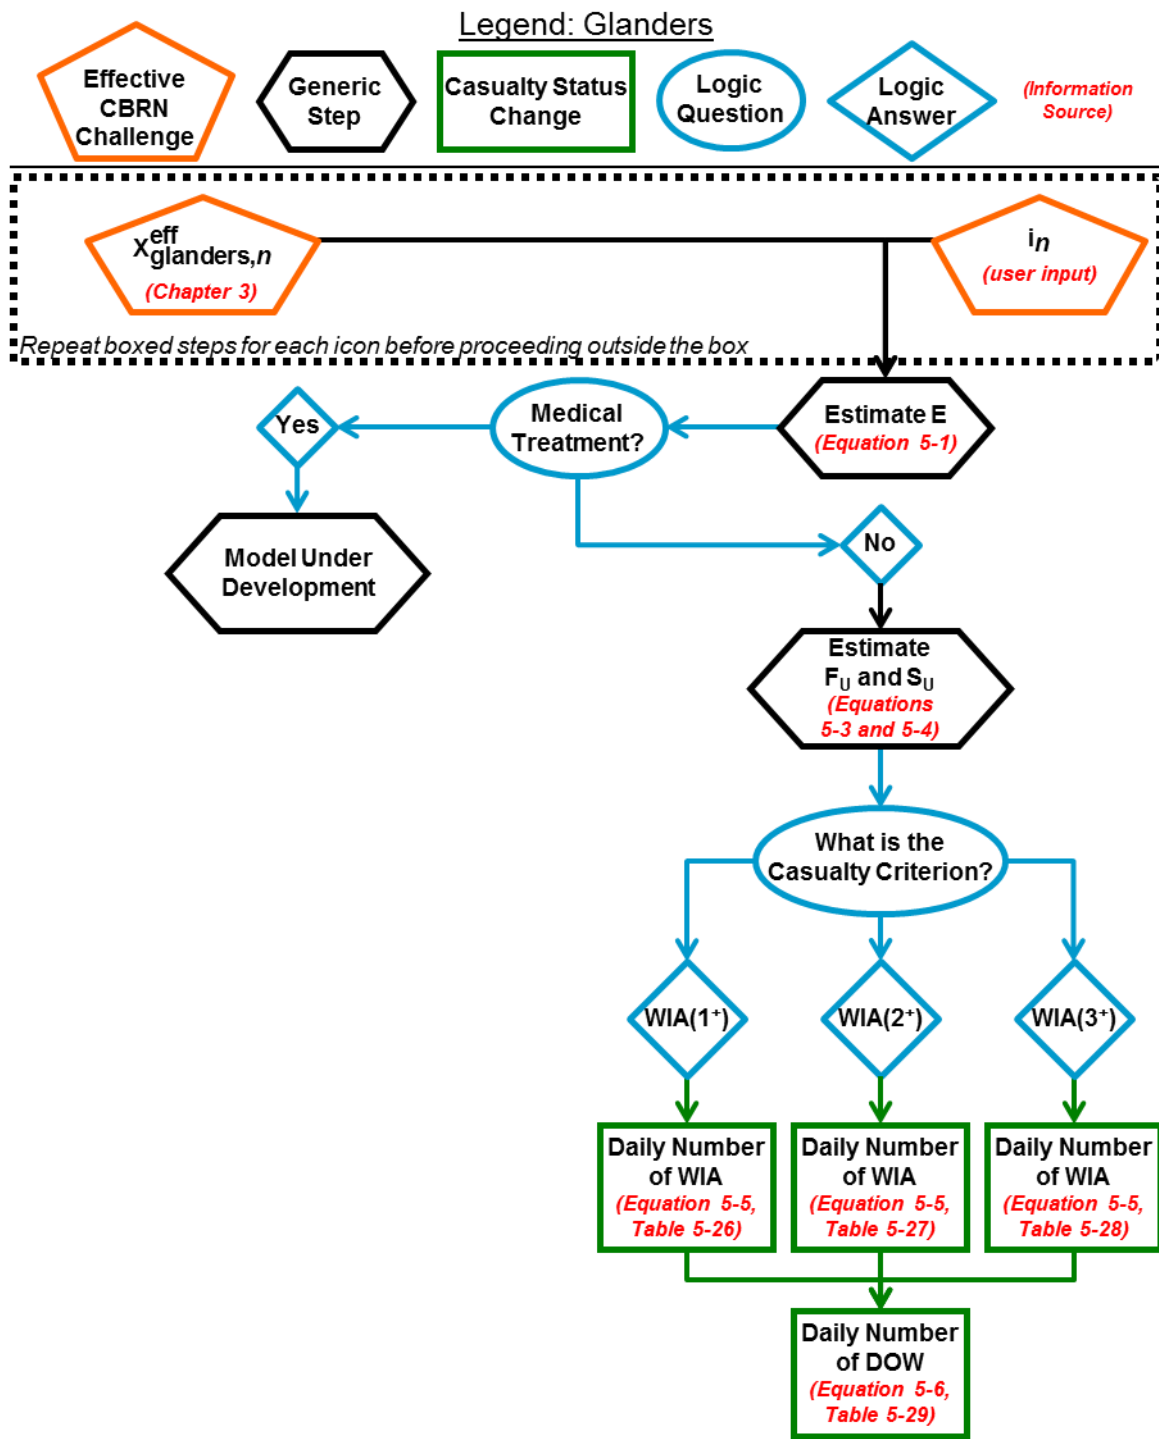 Legend: Glanders
Effective
CBRN
Challenge
Generic
Step
Casualty Status
Change
Logic
Question
Logic
Answer
(Information
Source)
X eff glanders,n
(Chapter 3)
in
(user input)
Repeat boxed steps for each icon before proceeding outside the box
Estimate E
(Equation 5-1)
Medical
Treatment?
Yes
Model Under
Development
No
Estimate
FU and SU
(Equations
5-3 and 5-4)
What is the
Casualty Criterion?
WIA(1+)
WIA(2+)
WIA(3+)
Daily Number
of WIA
(Equation 5-5,
Table 5-26)
Daily Number
of WIA
(Equation 5-5,
Table 5-27)
Daily Number
of WIA
(Equation 5-5,
Table 5-28)
Daily Number
of DOW
(Equation 5-6,
Table 5-29)